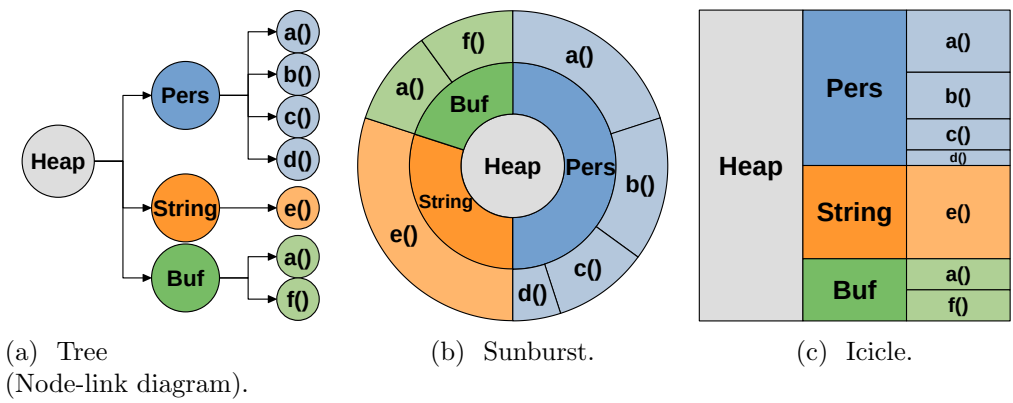 Heap
Pers
String
Buf
a()
b()
c()
d()
e()
a()
f()
(a) Tree
(Node-link diagram).
Heap
Pers
String
Buf
a()
b()
c()
d()
e()
a()
f()
(b) Sunburst.
Heap
Pers
String
Buf
a()
b()
c()
d()
e()
a()
f()
(c) Icicle.